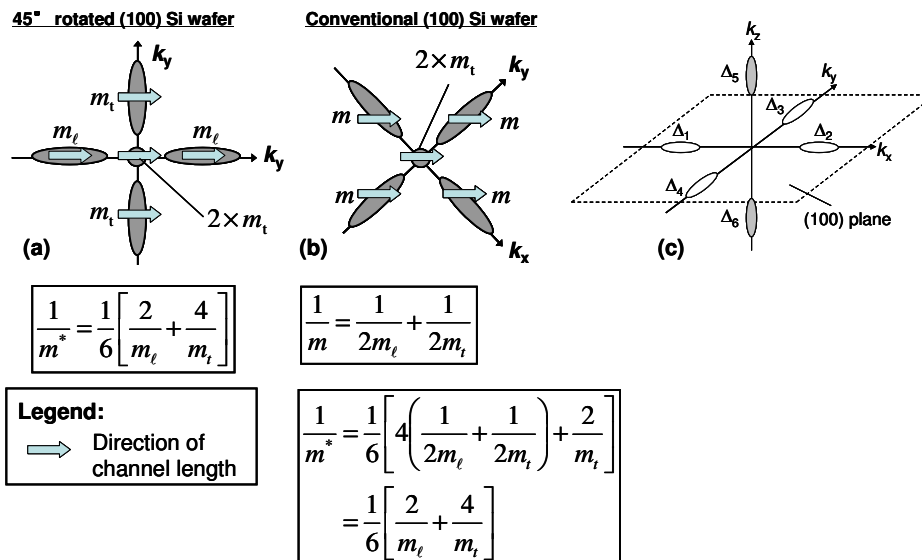 45° rotated (100) Si wafer
k_y
m_t
m_ℓ
m_ℓ
k_y
m_t
2×m_t
(a)
1/m* = 1/6[2/m_ℓ + 4/m_t]
Legend:
Direction of
channel length
Conventional (100) Si wafer
2×m_t
k_y
m
m
m
m
k_x
(b)
1/m = 1/2m_ℓ + 1/2m_t
1/m* = 1/6[4(1/2m_ℓ + 1/2m_t) + 2/m_t]
= 1/6[2/m_ℓ + 4/m_t]
k_z
Δ_5
k_y
Δ_3
Δ_1
Δ_2
k_x
Δ_4
Δ_6
(100) plane
(c)